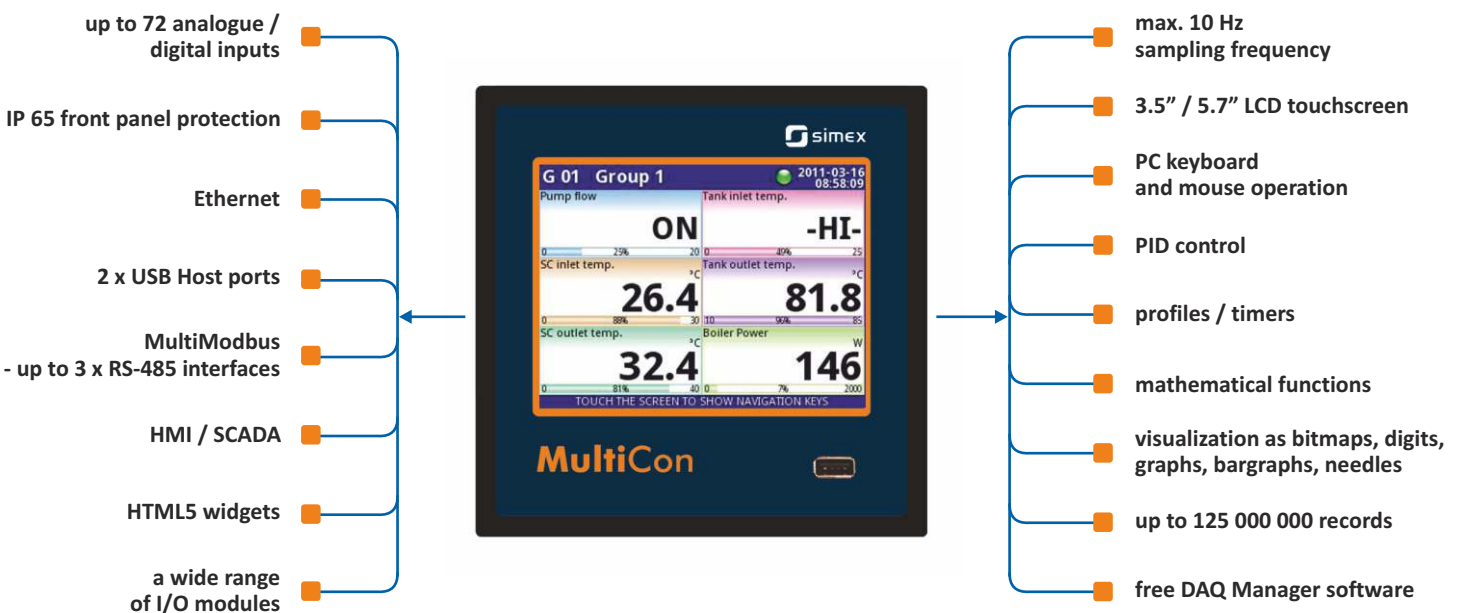 up to 72 analogue /
digital inputs
IP 65 front panel protection
Ethernet
2 x USB Host ports
MultiModbus
- up to 3 x RS-485 interfaces
HMI / SCADA
HTML5 widgets
a wide range
of I/O modules
simex
G 01 Group 1
2011-03-16
08:58:09
Pump flow
ON
0 25% 20
Tank inlet temp.
-HI-
0 49% 25
SC inlet temp.
°C
26.4
0 88% 30
Tank outlet temp.
°C
81.8
10 96% 85
SC outlet temp.
°C
32.4
0 81% 40
Boiler Power
W
146
0 7% 2000
TOUCH THE SCREEN TO SHOW NAVIGATION KEYS
MultiCon
max. 10 Hz
sampling frequency
3.5” / 5.7” LCD touchscreen
PC keyboard
and mouse operation
PID control
profiles / timers
mathematical functions
visualization as bitmaps, digits,
graphs, bargraphs, needles
up to 125 000 000 records
free DAQ Manager software